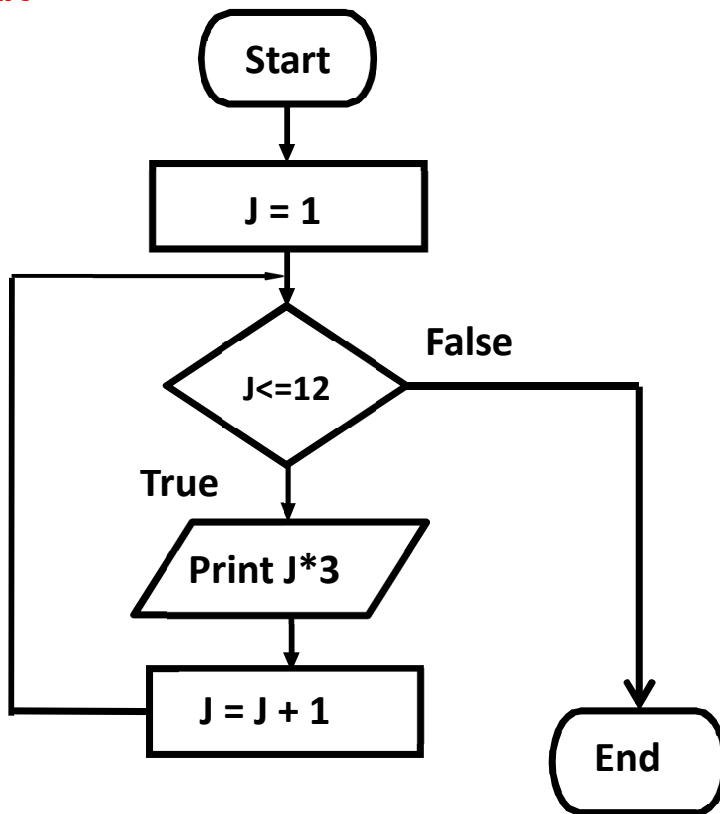 Start
J = 1
J<=12
False
True
Print J*3
J = J + 1
End